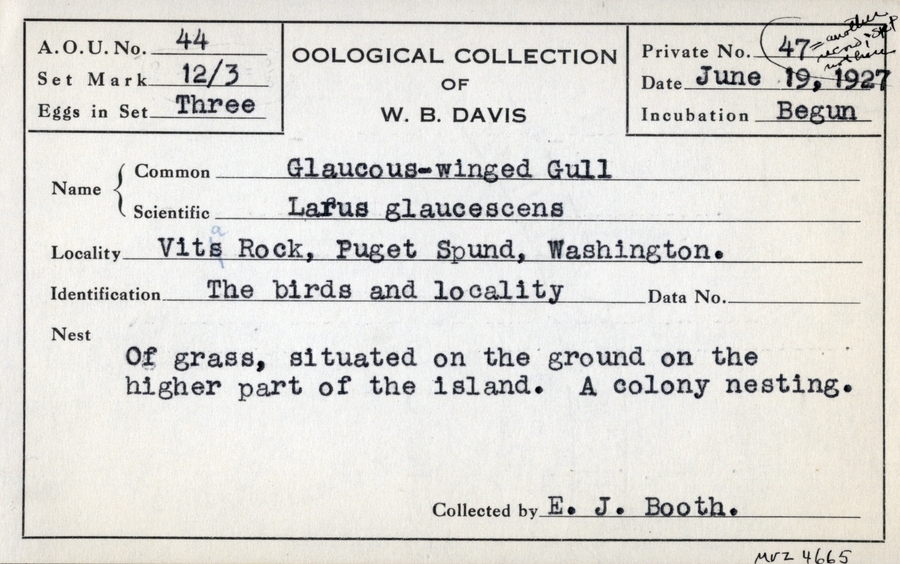 A.O.U. No. 44
Set Mark 12/3
Eggs in Set Three
OOLOGICAL COLLECTION
OF
W. B. DAVIS
Private No. 47 = another
Date June 19, 1927
Incubation Begun
Name
Common Glaucous-winged Gull
Scientific Larus glaucescens
a
Locality Vits Rock, Puget Spund, Washington.
Identification The birds and locality Data No.
Nest
Of grass, situated on the ground on the
higher part of the island. A colony nesting.
Collected by E. J. Booth.
MVZ 4665